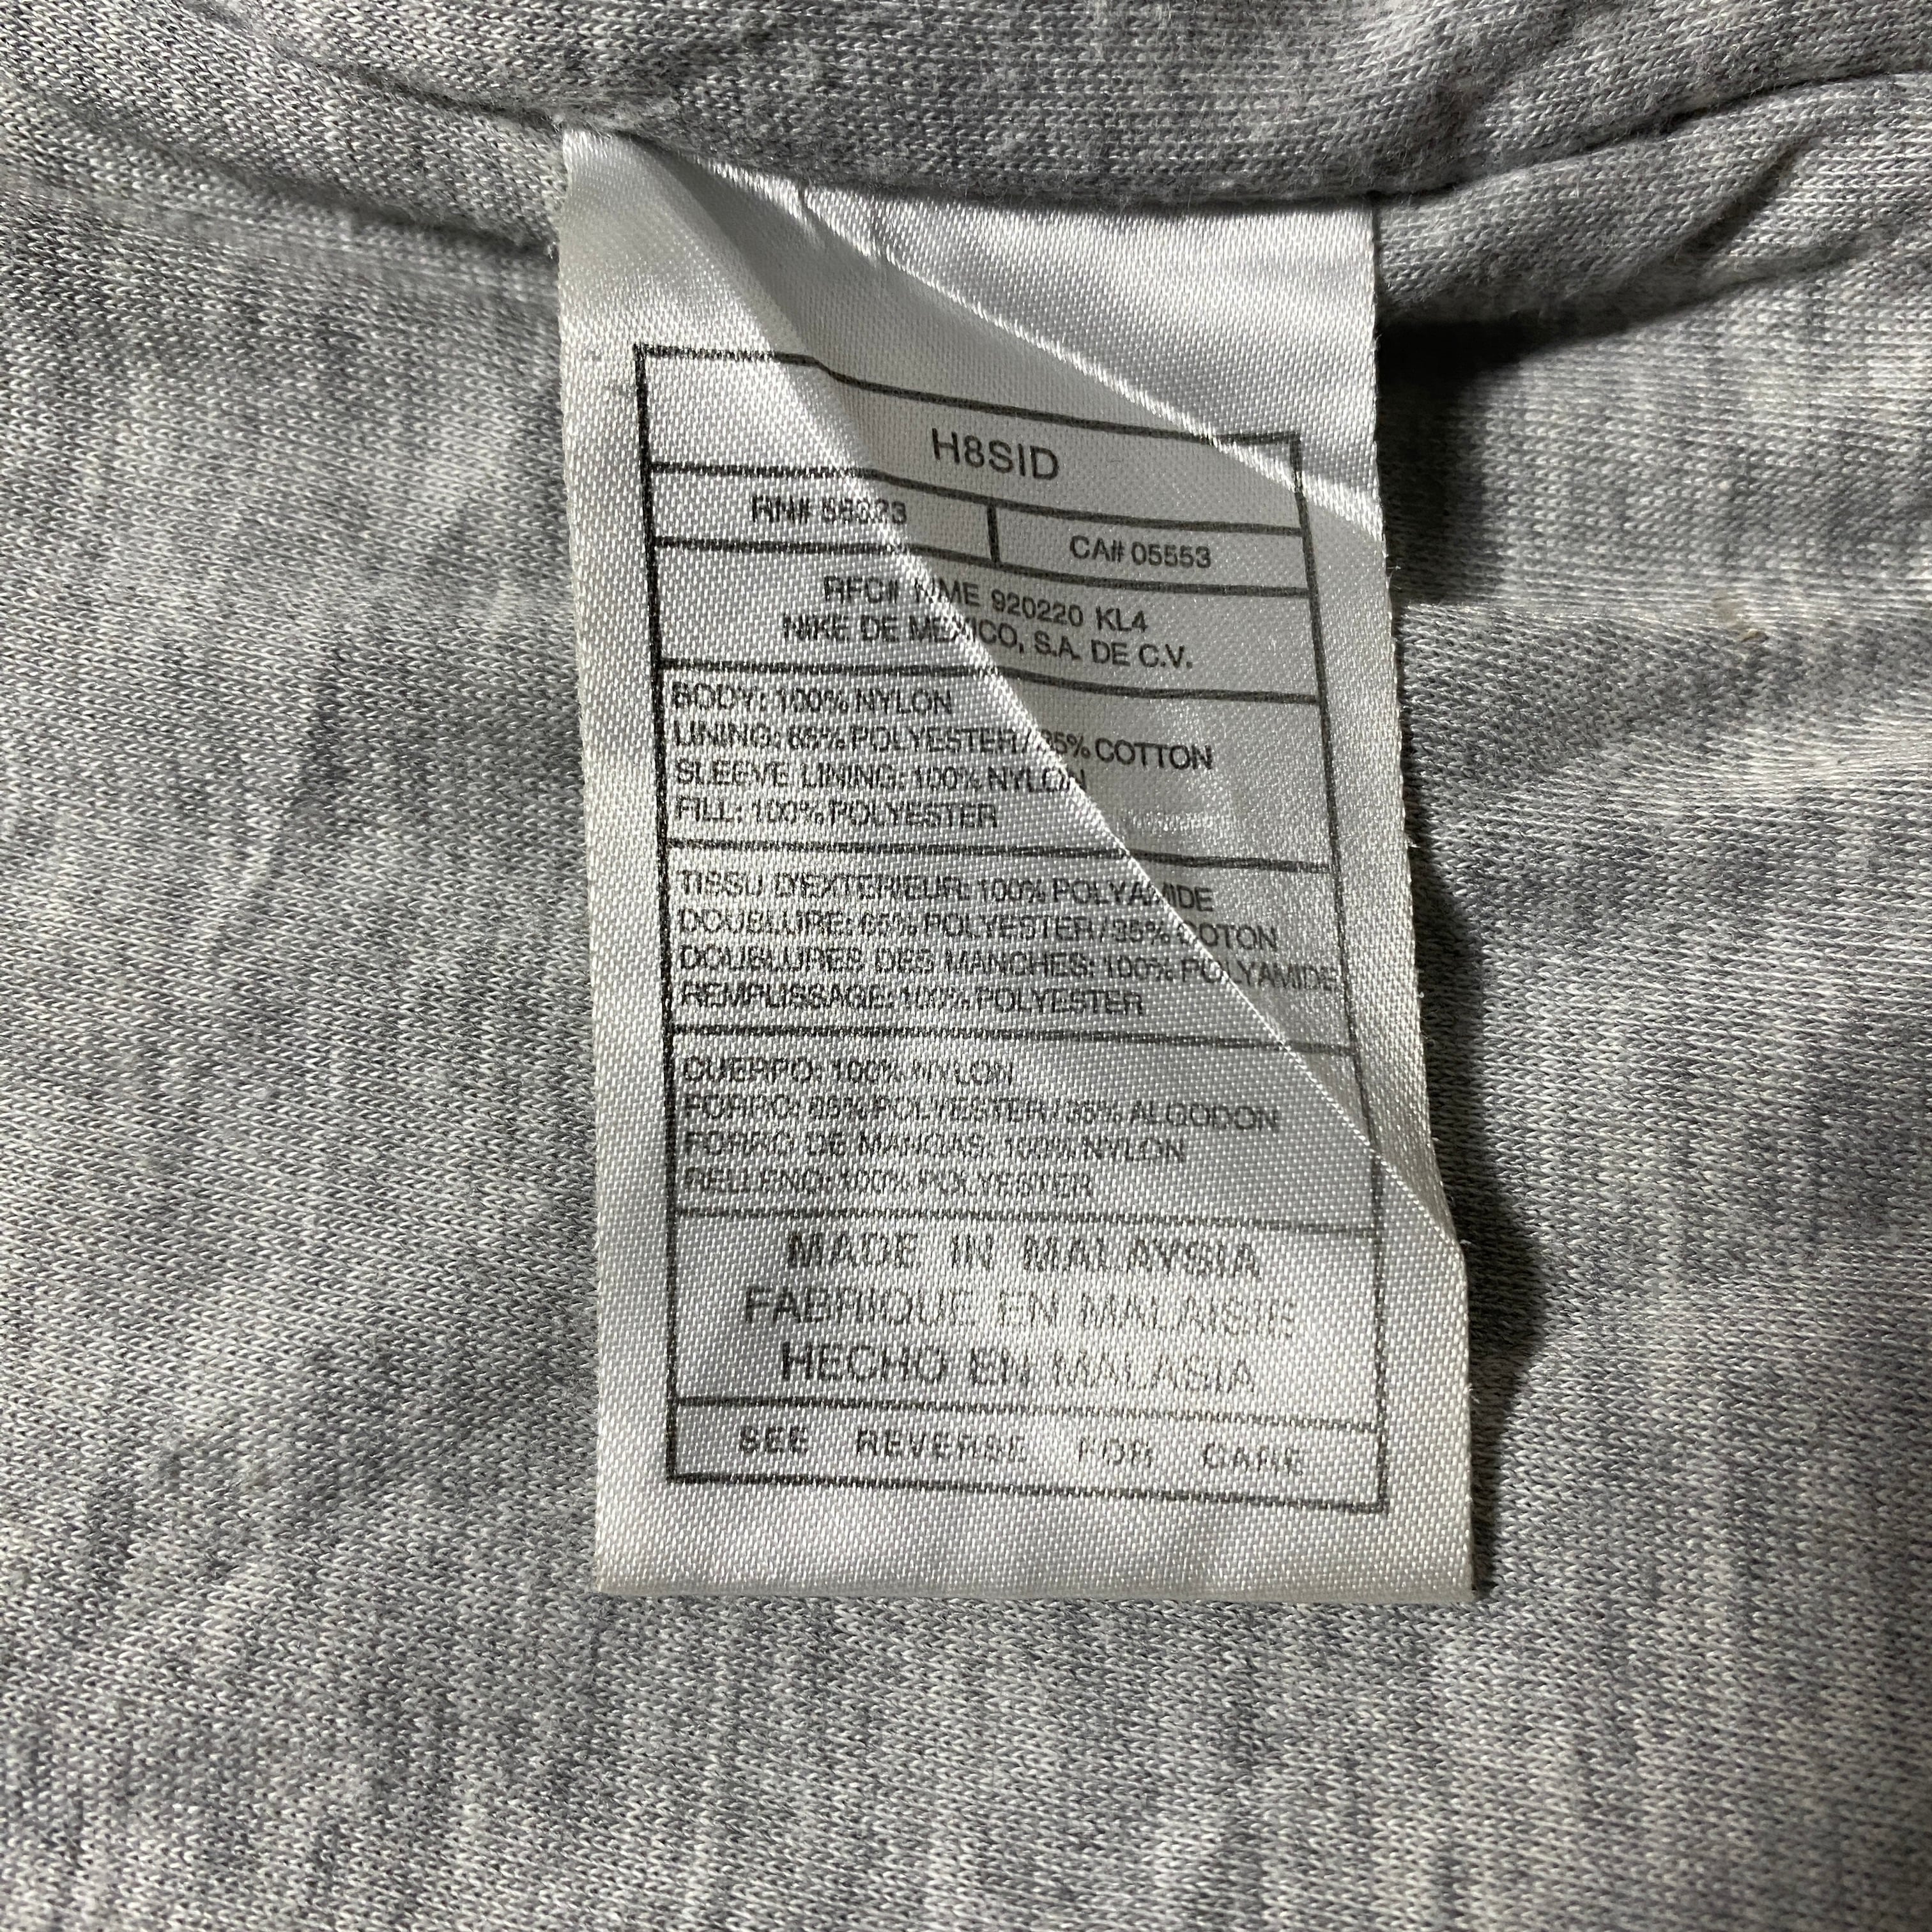 H8SID
RN# 56323 CA# 05553
RFC# NME 920220 KL4
NIKE DE MEXICO, S.A. DE C.V.
BODY: 100% NYLON
LINING: 65% POLYESTER/35% COTTON
SLEEVE LINING: 100% NYLON
FILL: 100% POLYESTER
TISSU D'EXTERIEUR: 100% POLYAMIDE
DOUBLURE: 65% POLYESTER/35% COTON
DOUBLURES DES MANCHES: 100% POLYAMIDE
REMPLISSAGE: 100% POLYESTER
CUERPO: 100% NYLON
FORRO: 65% POLYESTER/35% ALGODON
FORRO DE MANGAS: 100% NYLON
RELLENO: 100% POLYESTER
MADE IN MALAYSIA
FABRIQUE EN MALAISIE
HECHO EN MALASIA
SEE REVERSE FOR CARE